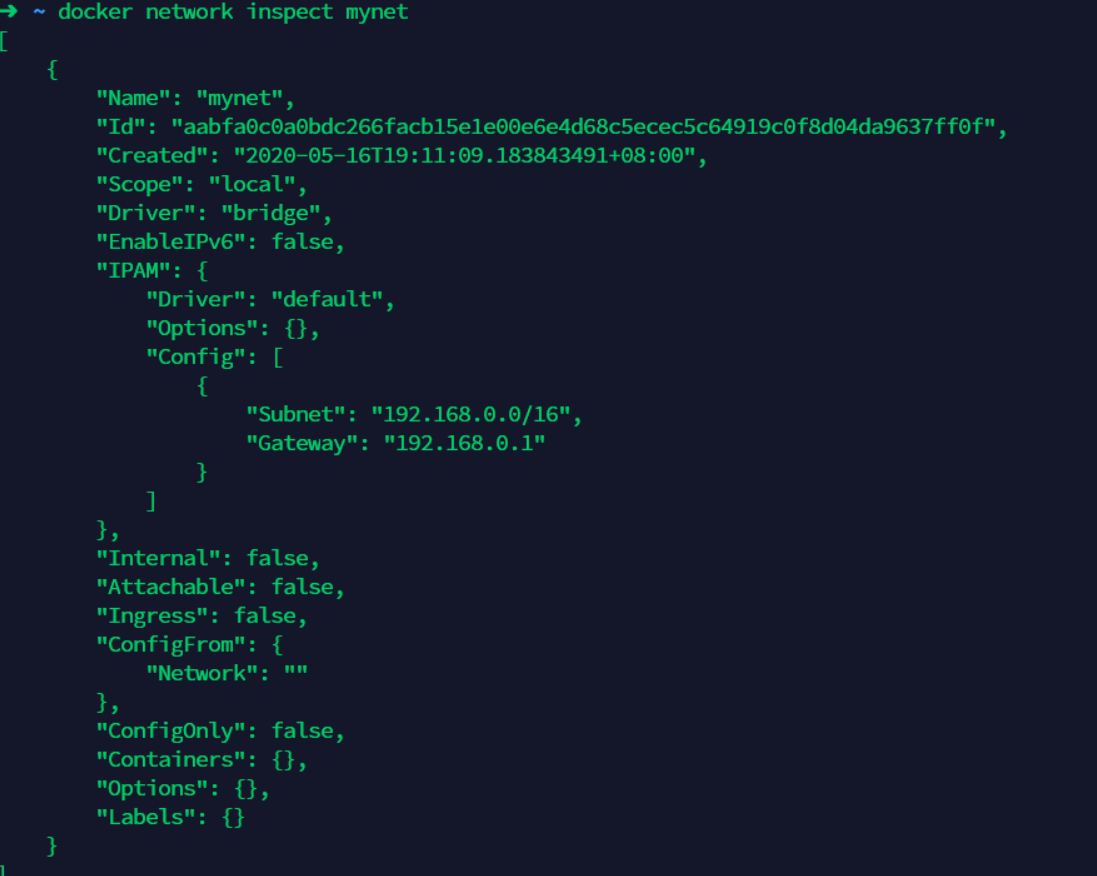 → ~ docker network inspect mynet
[
    {
        "Name": "mynet",
        "Id": "aabfa0c0a0bdc266facb15e1e00e6e4d68c5ecec5c64919c0f8d04da9637ff0f",
        "Created": "2020-05-16T19:11:09.183843491+08:00",
        "Scope": "local",
        "Driver": "bridge",
        "EnableIPv6": false,
        "IPAM": {
            "Driver": "default",
            "Options": {},
            "Config": [
                {
                    "Subnet": "192.168.0.0/16",
                    "Gateway": "192.168.0.1"
                }
            ]
        },
        "Internal": false,
        "Attachable": false,
        "Ingress": false,
        "ConfigFrom": {
            "Network": ""
        },
        "ConfigOnly": false,
        "Containers": {},
        "Options": {},
        "Labels": {}
    }
]